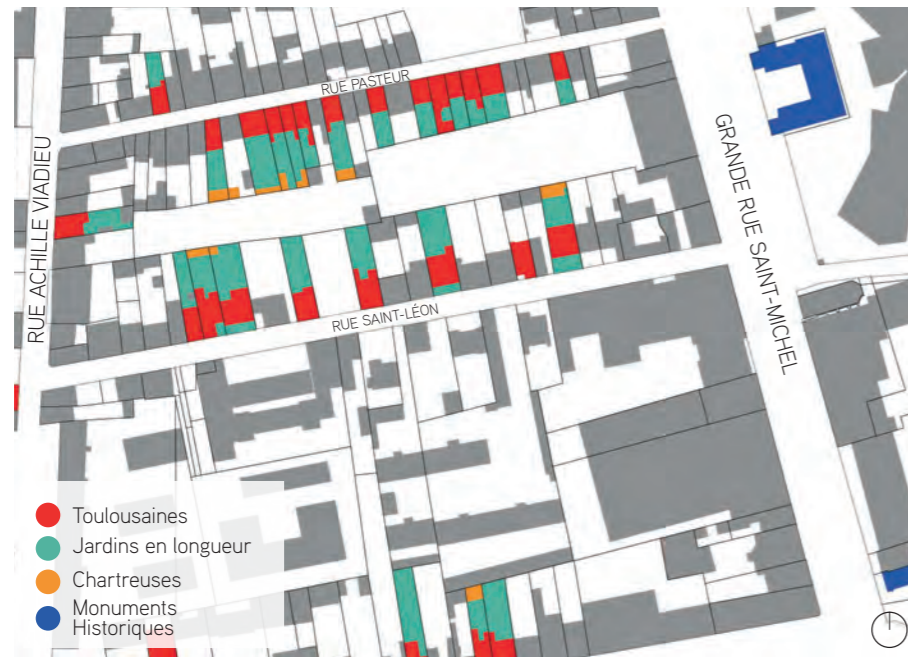 RUE PASTEUR
RUE ACHILLE VIADIEU
GRANDE RUE SAINT-MICHEL
RUE SAINT-LÉON
Toulousaines
Jardins en longueur
Chartreuses
Monuments
Historiques